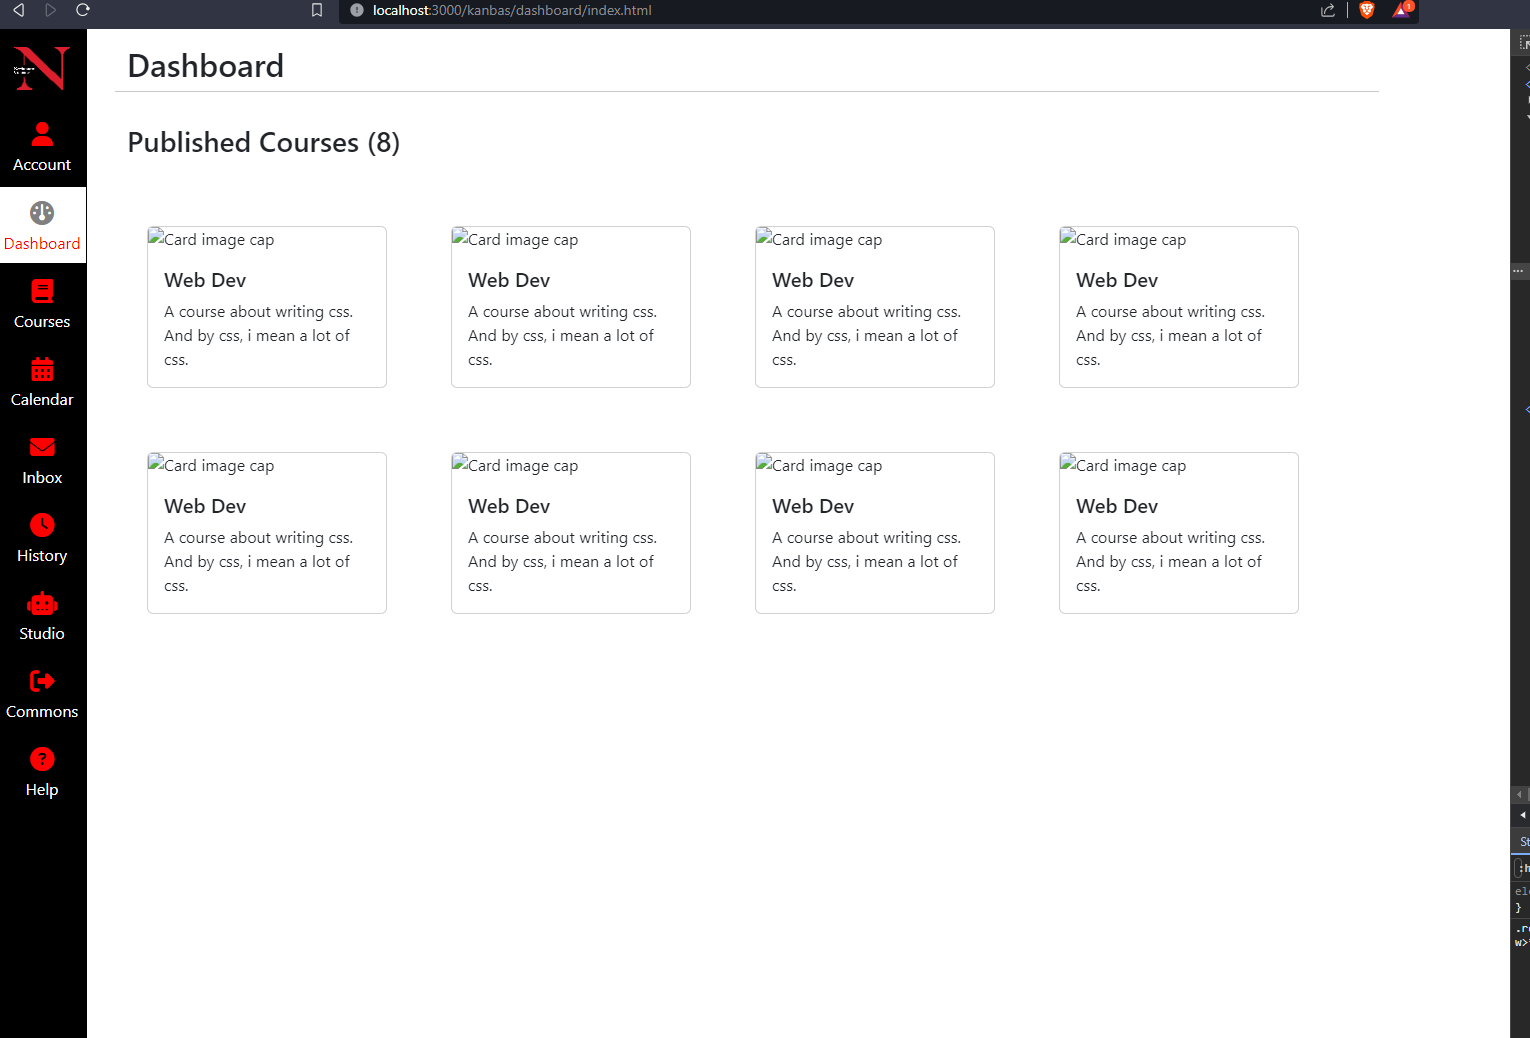 localhost:3000/kanbas/dashboard/index.html
1
N
Dashboard
Published Courses (8)
Account
Dashboard
Courses
Calendar
Inbox
History
Studio
Commons
? Help
Card image cap
Web Dev
A course about writing css.
And by css, i mean a lot of
css.
Card image cap
Web Dev
A course about writing css.
And by css, i mean a lot of
css.
Card image cap
Web Dev
A course about writing css.
And by css, i mean a lot of
css.
Card image cap
Web Dev
A course about writing css.
And by css, i mean a lot of
css.
Card image cap
Web Dev
A course about writing css.
And by css, i mean a lot of
css.
Card image cap
Web Dev
A course about writing css.
And by css, i mean a lot of
css.
Card image cap
Web Dev
A course about writing css.
And by css, i mean a lot of
css.
Card image cap
Web Dev
A course about writing css.
And by css, i mean a lot of
css.
St
:h
ele
}
.ro
w>